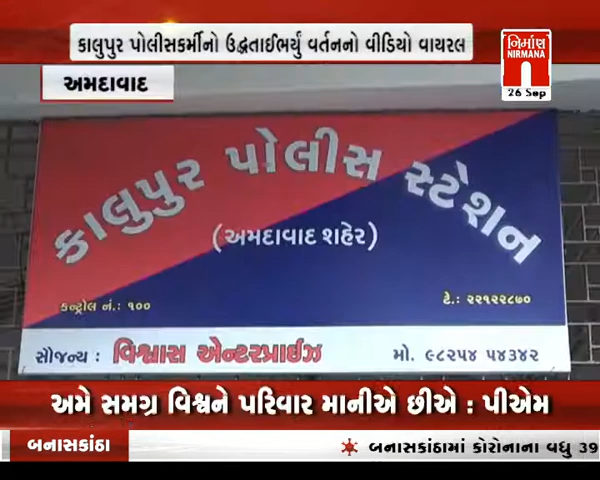 કાલુપુર પોલીસકર્મીનો ઉદ્ધતાઈભર્યું વર્તનનો વીડિયો વાયરલ
નિર્માણ
NIRMANA
26 Sep
અમદાવાદ
કાલુપુર પોલીસ સ્ટેશન
(અમદાવાદ શહેર)
કન્ટ્રોલ નં.: ૧૦૦
ટે.: ૨૨૧૨૨૮૭૦
સૌજન્ય : વિશ્વાસ એન્ટરપ્રાઈઝ મો. ૯૮૨૫૪ ૫૪૩૪૨
અમે સમગ્ર વિશ્વને પરિવાર માનીએ છીએ : પીએમ
બનાસકાંઠા
બનાસકાંઠામાં કોરોનાના વધુ 39